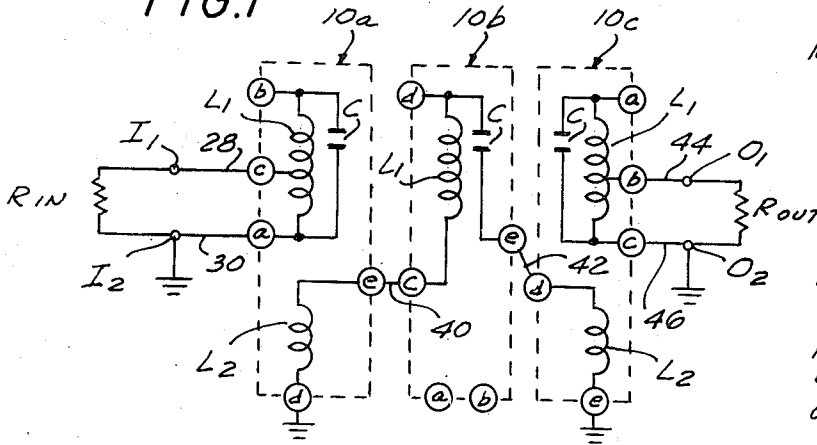 FIG.1
10a 10b 10c
b d a
L1 C C C L1
I1 28 c L1 b 44 O1
RIN ROUT
a e c
I2 30 42 46 O2
e 40 c d
L2 L2
d a b e